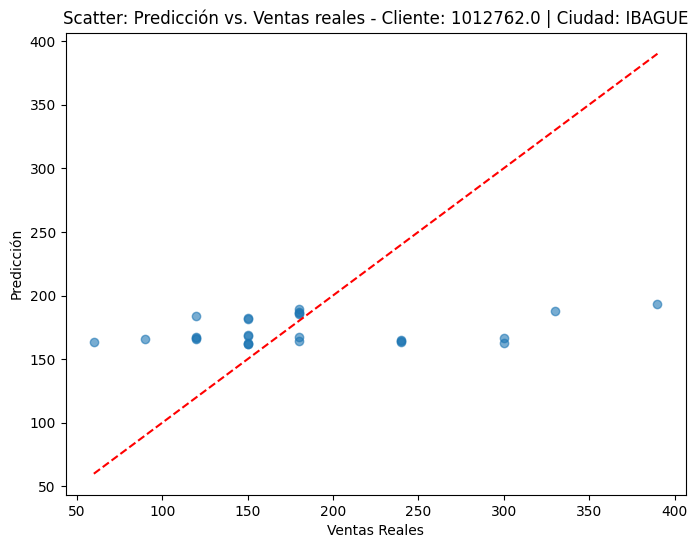 Scatter: Predicción vs. Ventas reales - Cliente: 1012762.0 | Ciudad: IBAGUE
400
350
300
250
200
150
100
50
Predicción
50 100 150 200 250 300 350 400
Ventas Reales